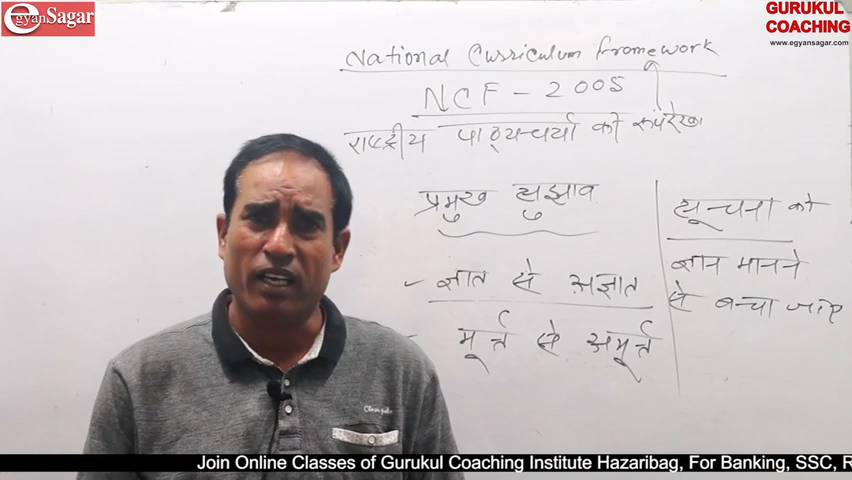 egyanSagar
GURUKUL
COACHING
www.egyansagar.com
National Curriculum Framework
NCF - 2005
राष्ट्रीय पाठ्यचर्या की रूपरेखा
प्रमुख सुझाव
- ज्ञात से अज्ञात
- मूर्त्त से अमूर्त्त
सूचना को
ज्ञान मानने
से बचा जाए
Join Online Classes of Gurukul Coaching Institute Hazaribag, For Banking, SSC, R